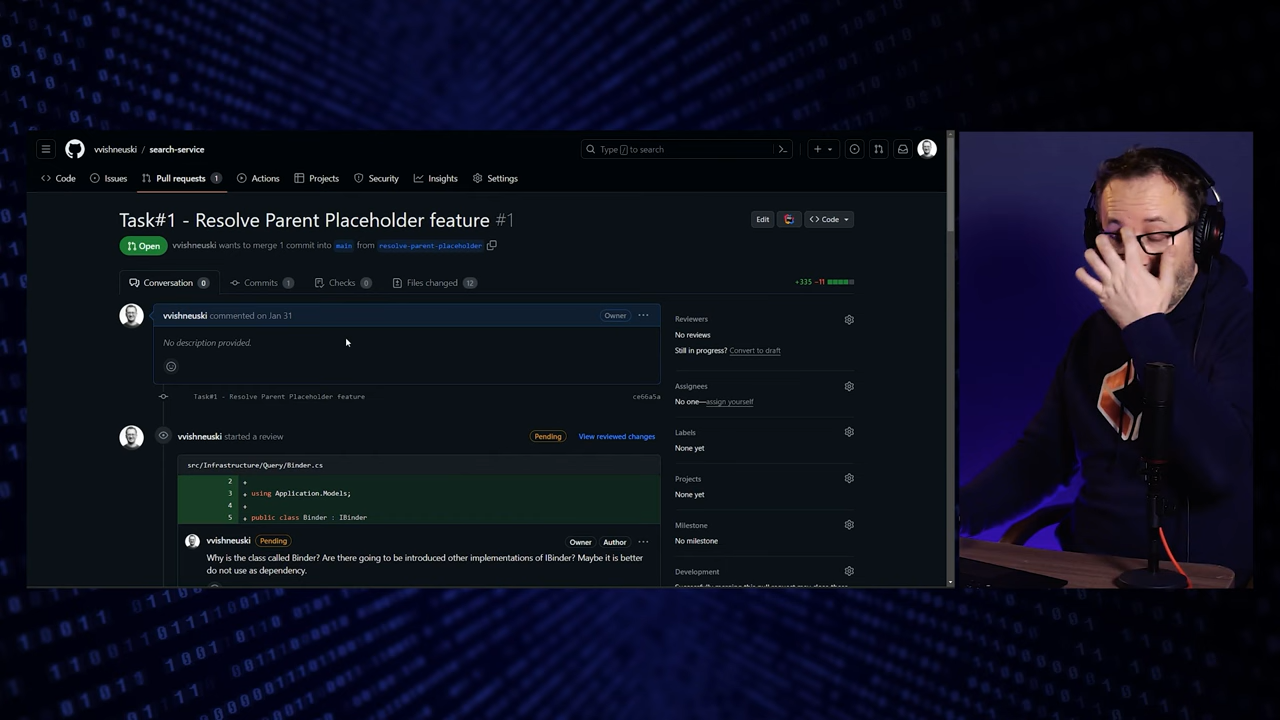 vvishneuski / search-service
Type / to search
Code
Issues
Pull requests 1
Actions
Projects
Security
Insights
Settings
Task#1 - Resolve Parent Placeholder feature #1
Edit
<> Code
Open
vvishneuski wants to merge 1 commit into main from resolve-parent-placeholder
Conversation 0
Commits 1
Checks 0
Files changed 12
+335 −11
vvishneuski commented on Jan 31
Owner
No description provided.
Task#1 - Resolve Parent Placeholder feature
ce66a5a
vvishneuski started a review
Pending
View reviewed changes
src/Infrastructure/Query/Binder.cs
2 +
3 + using Application.Models;
4 +
5 + public class Binder : IBinder
vvishneuski Pending
Owner
Author
Why is the class called Binder? Are there going to be introduced other implementations of IBinder? Maybe it is better
do not use as dependency.
Reviewers
No reviews
Still in progress? Convert to draft
Assignees
No one—assign yourself
Labels
None yet
Projects
None yet
Milestone
No milestone
Development